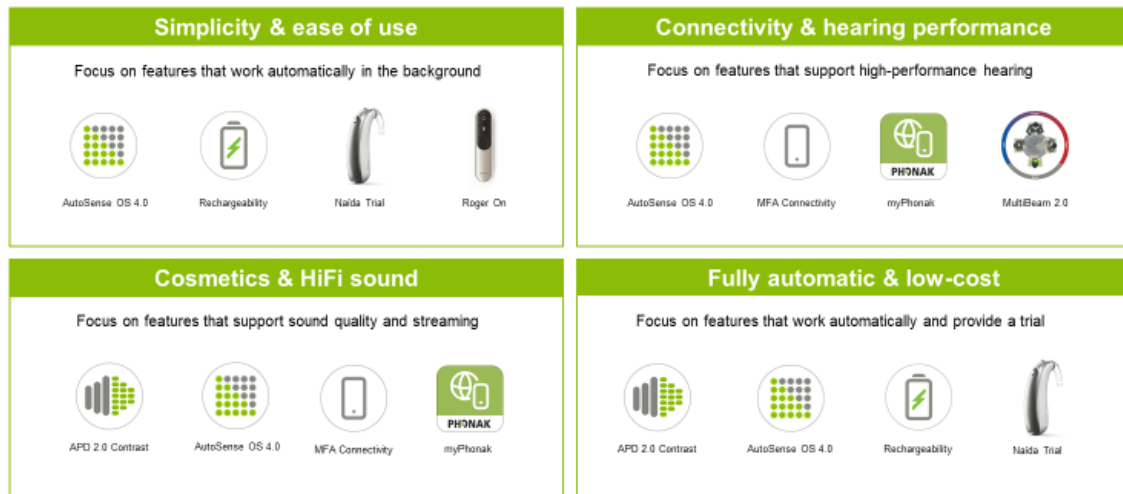 Simplicity & ease of use
Focus on features that work automatically in the background
AutoSense OS 4.0
Rechargeability
Naída Trial
Roger On
Connectivity & hearing performance
Focus on features that support high-performance hearing
PHONAK
AutoSense OS 4.0
MFA Connectivity
myPhonak
MultiBeam 2.0
Cosmetics & HiFi sound
Focus on features that support sound quality and streaming
PHONAK
APD 2.0 Contrast
AutoSense OS 4.0
MFA Connectivity
myPhonak
Fully automatic & low-cost
Focus on features that work automatically and provide a trial
APD 2.0 Contrast
AutoSense OS 4.0
Rechargeability
Naída Trial